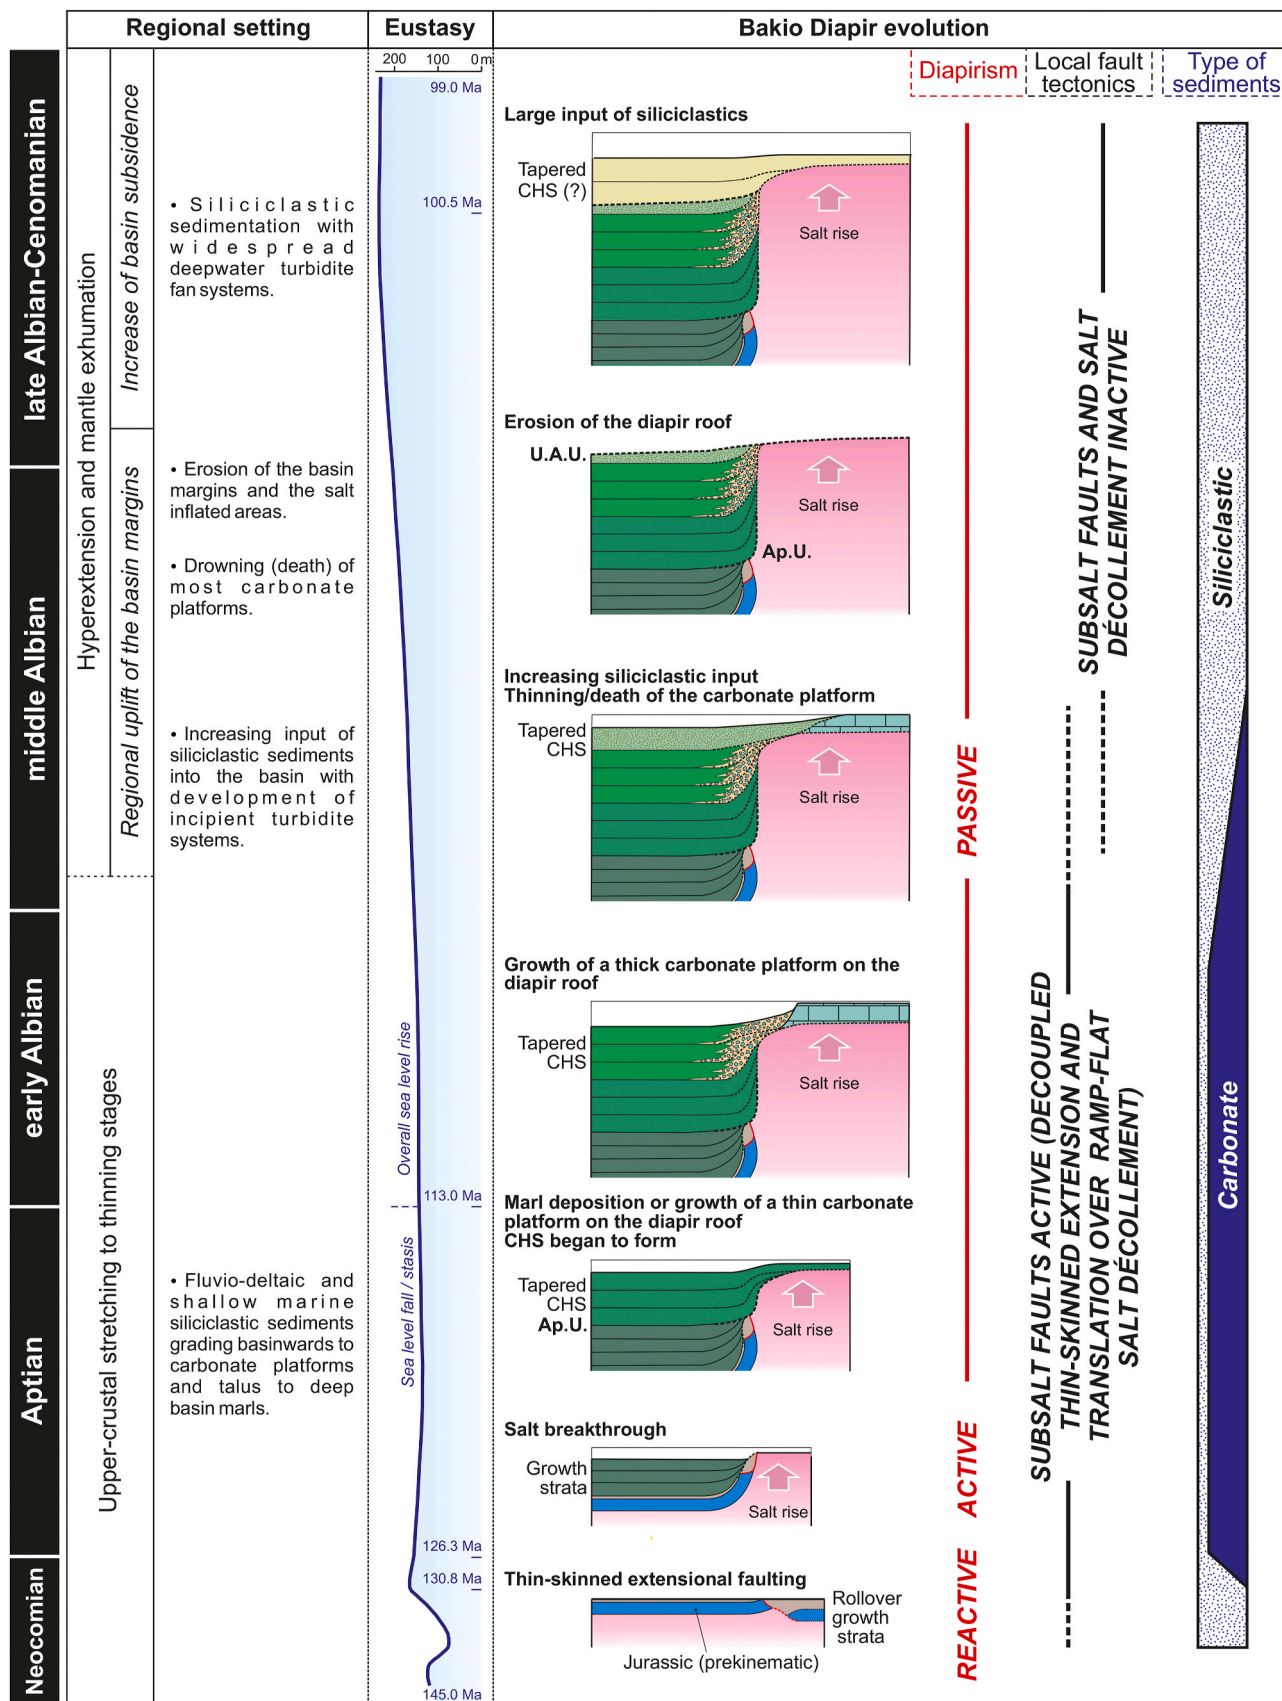 Regional setting
Eustasy
Bakio Diapir evolution
200 100 0 m
Diapirism
Local fault
tectonics
Type of
sediments
late Albian-Cenomanian
middle Albian
early Albian
Aptian
Neocomian
Hyperextension and mantle exhumation
Upper-crustal stretching to thinning stages
Increase of basin subsidence
Regional uplift of the basin margins
• Siliciclastic
sedimentation with
widespread
deepwater turbidite
fan systems.
• Erosion of the basin
margins and the salt
inflated areas.
• Drowning (death) of
most carbonate
platforms.
• Increasing input of
siliciclastic sediments
into the basin with
development of
incipient turbidite
systems.
• Fluvio-deltaic and
shallow marine
siliciclastic sediments
grading basinwards to
carbonate platforms
and talus to deep
basin marls.
99.0 Ma
100.5 Ma
113.0 Ma
126.3 Ma
130.8 Ma
145.0 Ma
Overall sea level rise
Sea level fall / stasis
Large input of siliciclastics
Tapered
CHS (?)
Salt rise
Erosion of the diapir roof
U.A.U.
Salt rise
Ap.U.
Increasing siliciclastic input
Thinning/death of the carbonate platform
Tapered
CHS
Salt rise
Growth of a thick carbonate platform on the
diapir roof
Tapered
CHS
Salt rise
Marl deposition or growth of a thin carbonate
platform on the diapir roof
CHS began to form
Tapered
CHS
Ap.U.
Salt rise
Salt breakthrough
Growth
strata
Salt rise
Thin-skinned extensional faulting
Rollover
growth
strata
Jurassic (prekinematic)
PASSIVE
ACTIVE
REACTIVE
SUBSALT FAULTS AND SALT
DÉCOLLEMENT INACTIVE
SUBSALT FAULTS ACTIVE (DECOUPLED
THIN-SKINNED EXTENSION AND
TRANSLATION OVER RAMP-FLAT
SALT DÉCOLLEMENT)
Siliciclastic
Carbonate